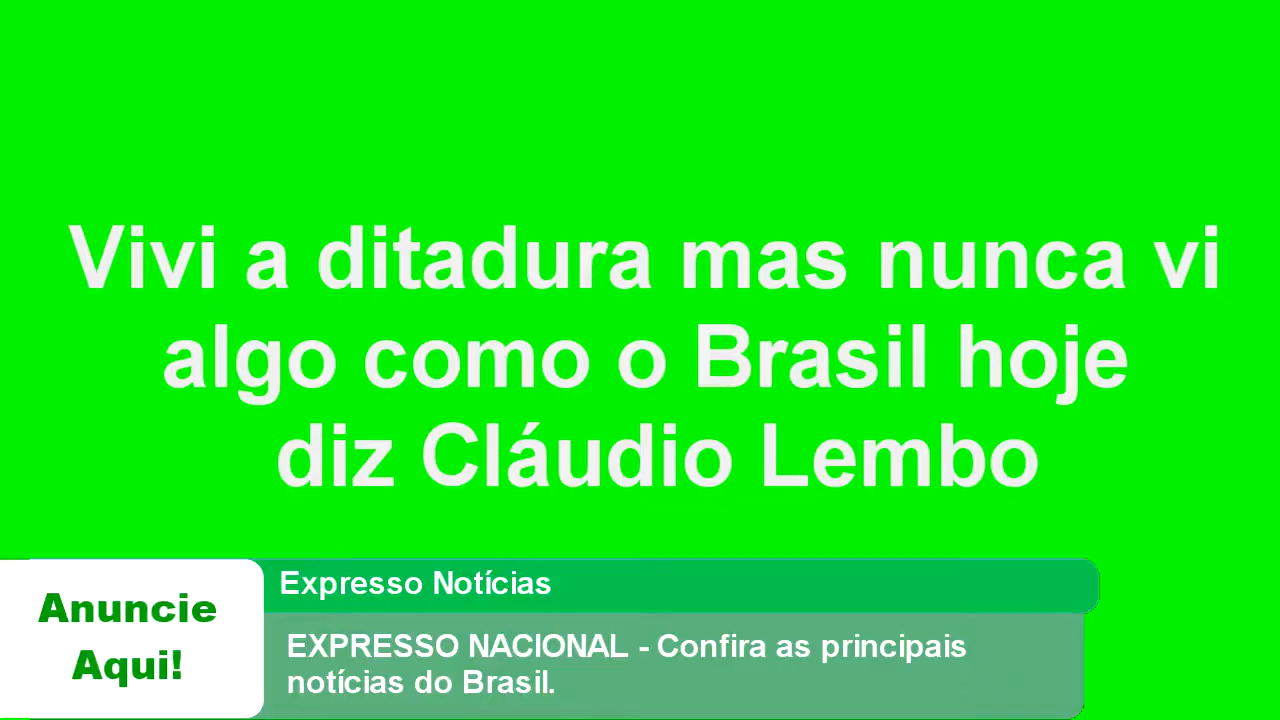 Vivi a ditadura mas nunca vi
algo como o Brasil hoje
diz Cláudio Lembo
Anuncie
Aqui!
Expresso Notícias
EXPRESSO NACIONAL - Confira as principais
notícias do Brasil.